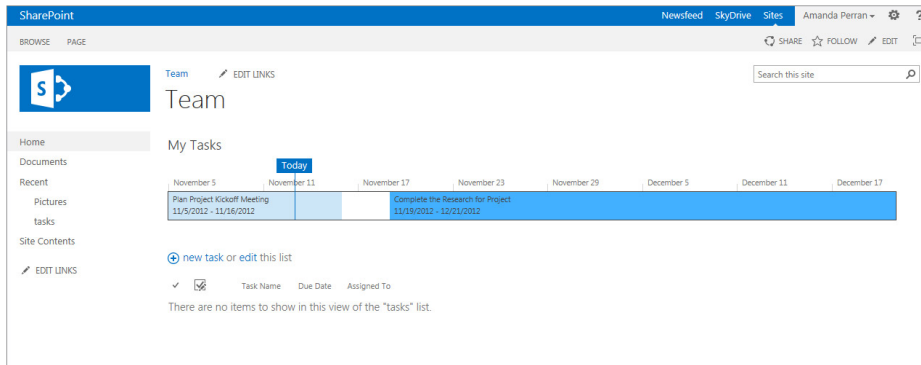 SharePoint
Newsfeed SkyDrive Sites Amanda Perran ?
BROWSE PAGE
SHARE FOLLOW EDIT
S
Team EDIT LINKS
Search this site
Team
Home
Documents
Recent
Pictures
tasks
Site Contents
EDIT LINKS
My Tasks
Today
November 5 November 11 November 17 November 23 November 29 December 5 December 11 December 17
Plan Project Kickoff Meeting Complete the Research for Project
11/5/2012 - 11/16/2012 11/19/2012 - 12/21/2012
new task or edit this list
Task Name Due Date Assigned To
There are no items to show in this view of the "tasks" list.